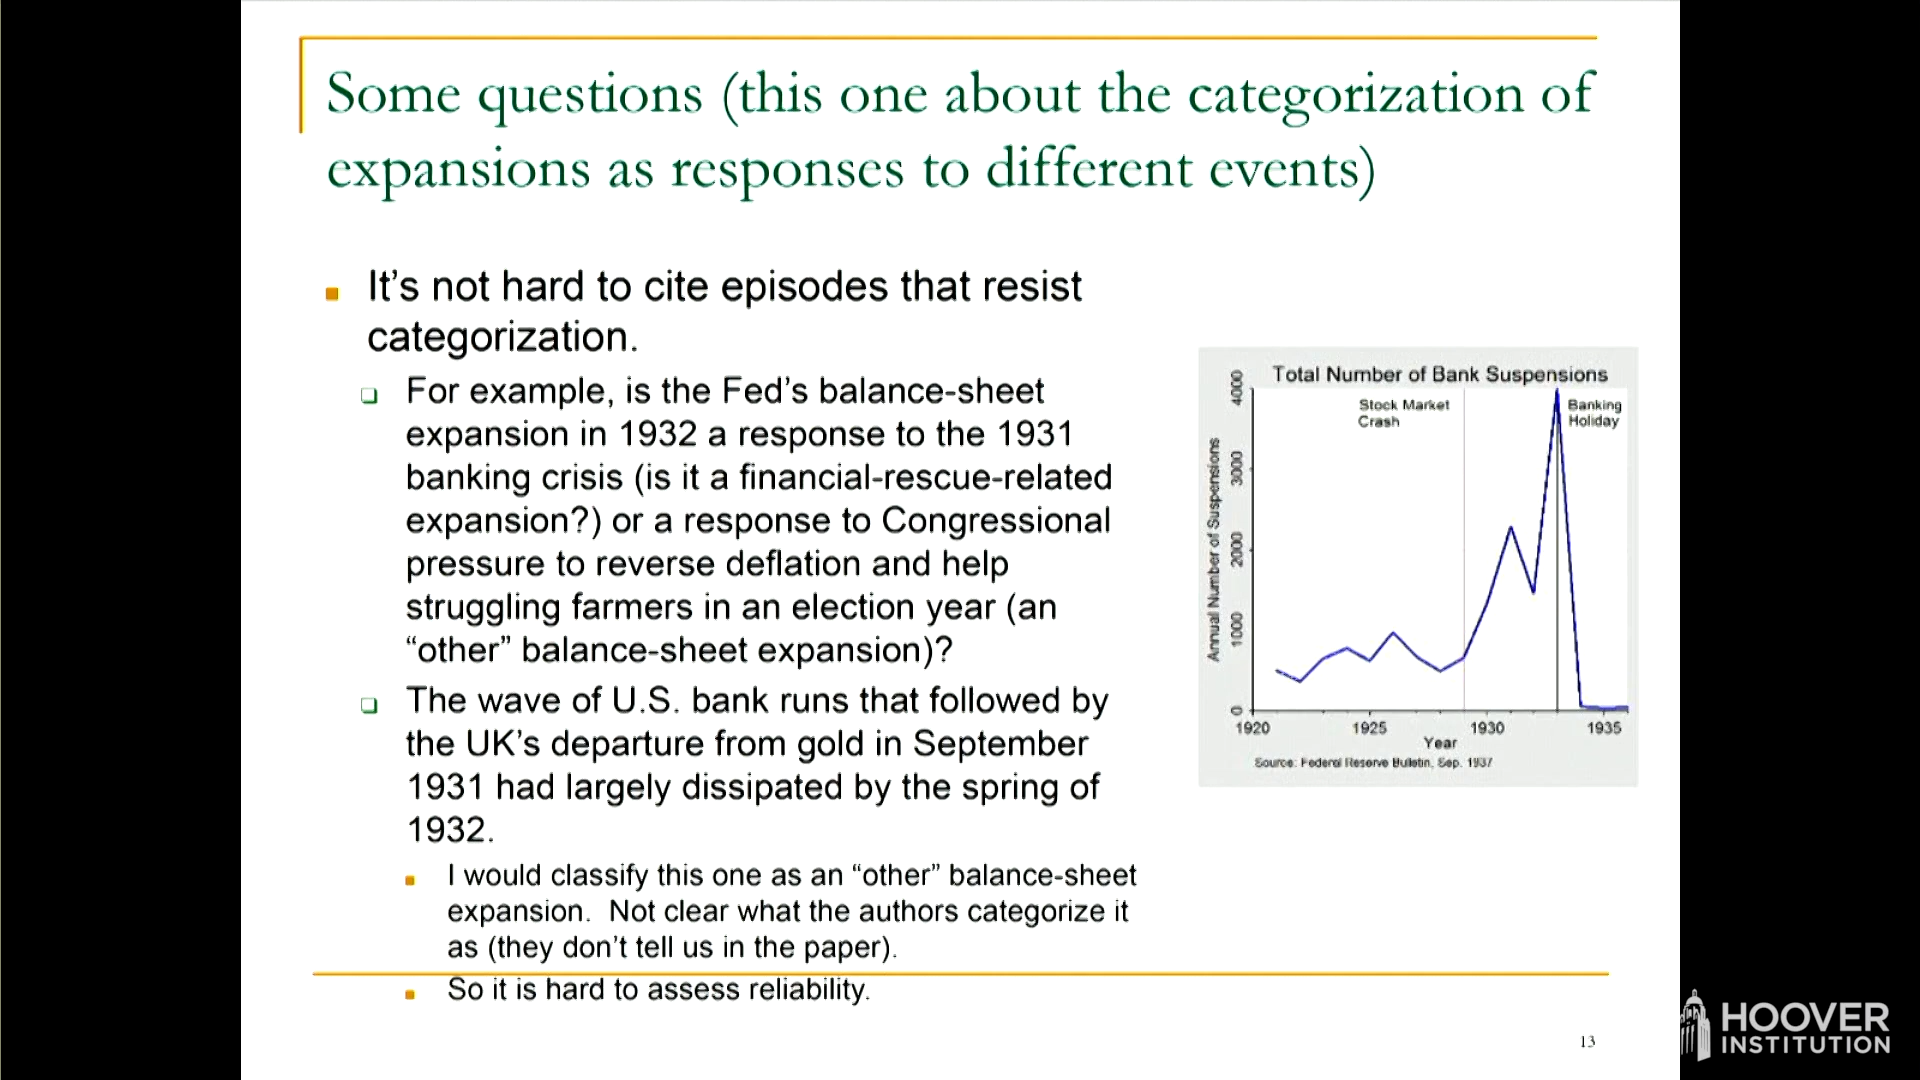 Some questions (this one about the categorization of
expansions as responses to different events)
It’s not hard to cite episodes that resist
categorization.
For example, is the Fed’s balance-sheet
expansion in 1932 a response to the 1931
banking crisis (is it a financial-rescue-related
expansion?) or a response to Congressional
pressure to reverse deflation and help
struggling farmers in an election year (an
“other” balance-sheet expansion)?
The wave of U.S. bank runs that followed by
the UK’s departure from gold in September
1931 had largely dissipated by the spring of
1932.
I would classify this one as an “other” balance-sheet
expansion. Not clear what the authors categorize it
as (they don’t tell us in the paper).
So it is hard to assess reliability.
Total Number of Bank Suspensions
Stock Market
Crash
Banking
Holiday
Annual Number of Suspensions
4000
3000
2000
1000
0
1920
1925
1930
1935
Year
Source: Federal Reserve Bulletin, Sep. 1937
13
HOOVER
INSTITUTION